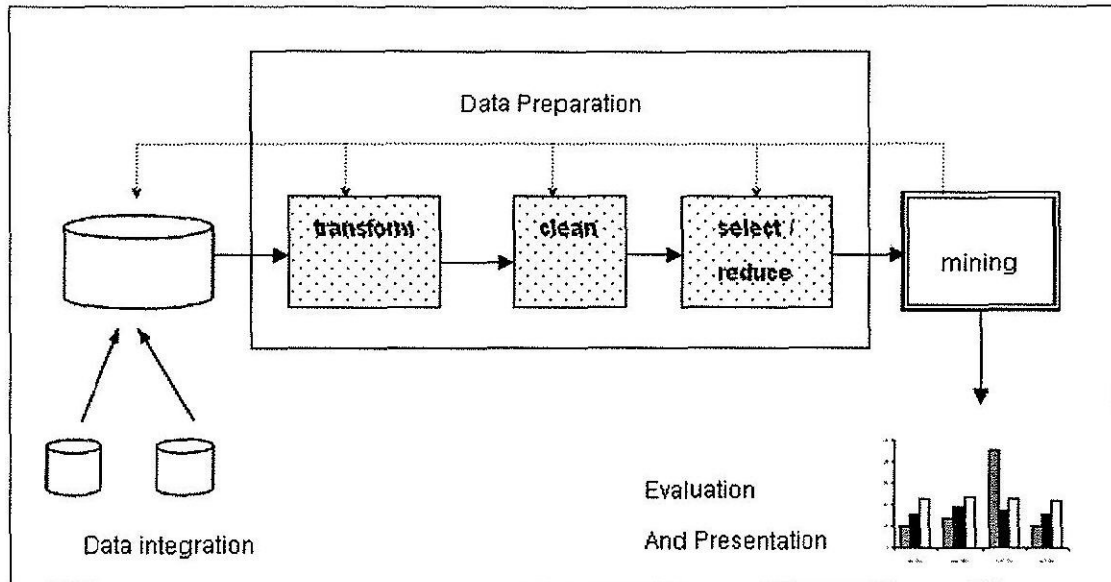 Data Preparation
transform
clean
select /
reduce
mining
Evaluation
And Presentation
Data integration